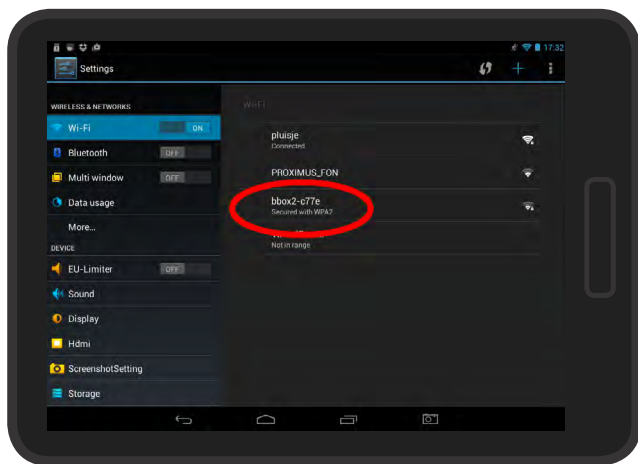 17:32
Settings
WIRELESS & NETWORKS
Wi-Fi ON
Bluetooth OFF
Multi window OFF
Data usage
More...
DEVICE
EU-Limiter OFF
Sound
Display
Hdmi
ScreenshotSetting
Storage
WI-FI
pluisje
Connected
PROXIMUS_FON
bbox2-c77e
Secured with WPA2
Not in range